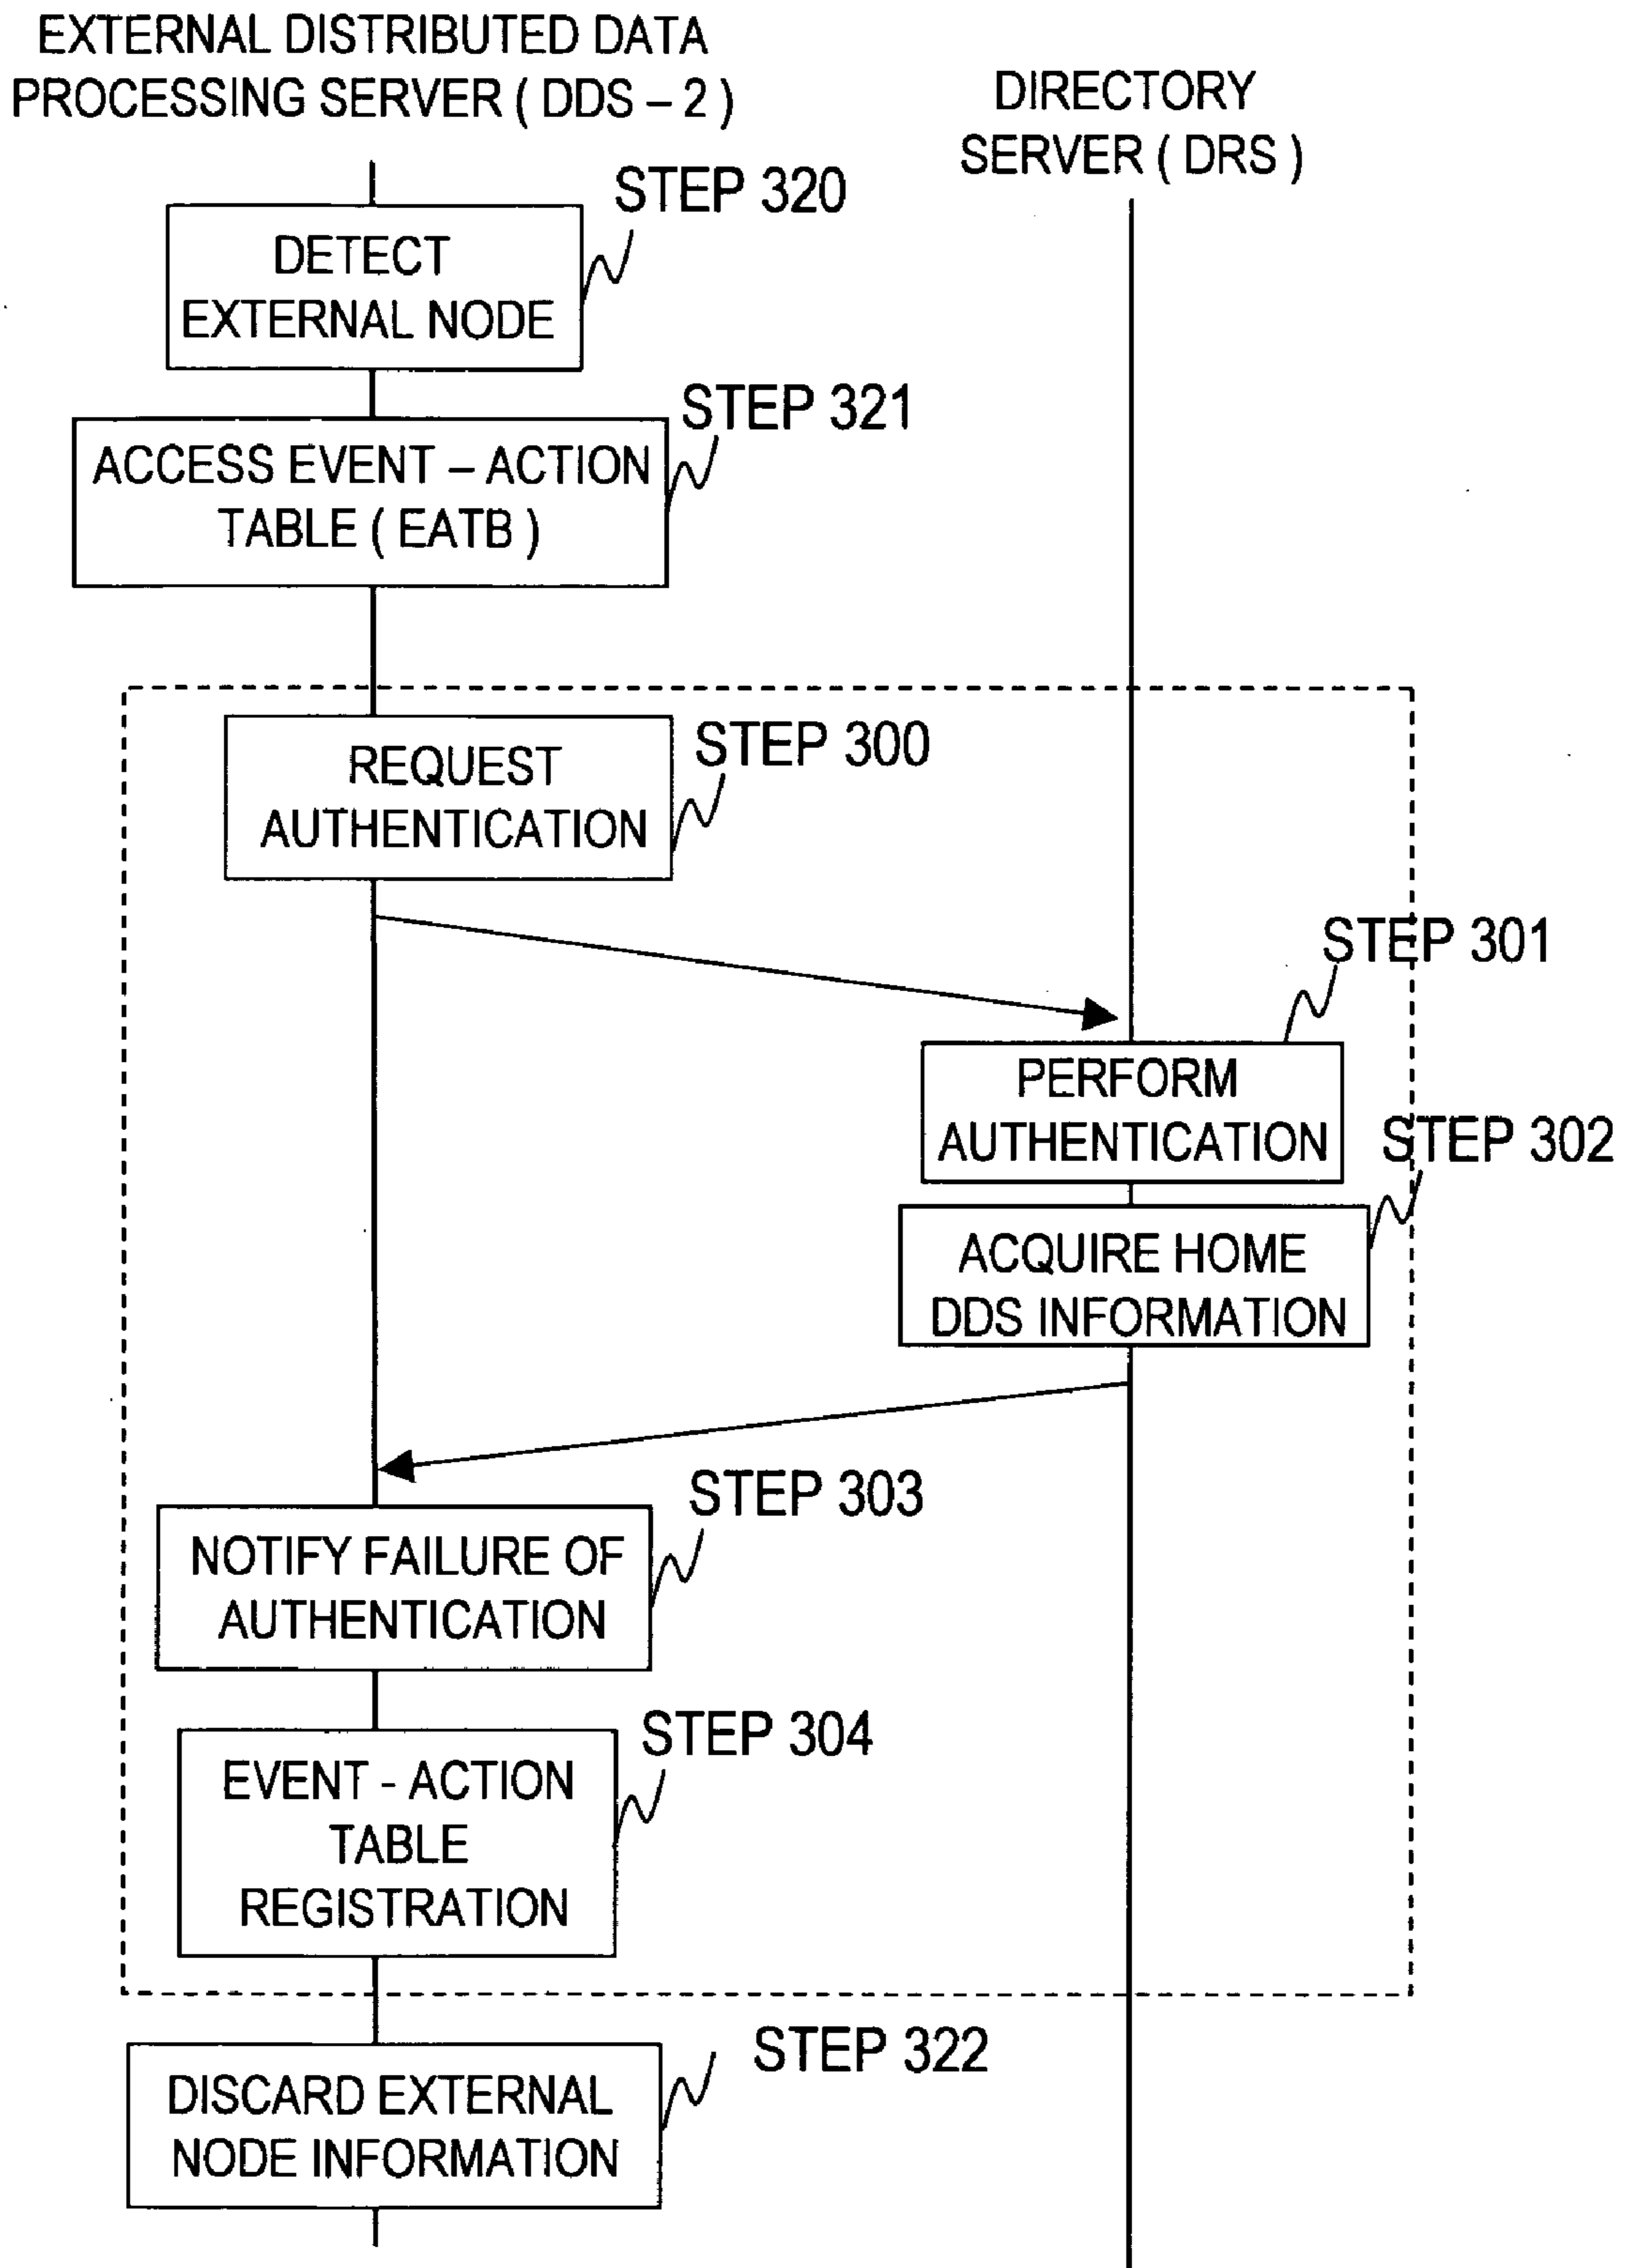 EXTERNAL DISTRIBUTED DATA
PROCESSING SERVER ( DDS – 2 )
DIRECTORY
SERVER ( DRS )
STEP 320
DETECT
EXTERNAL NODE
STEP 321
ACCESS EVENT – ACTION
TABLE ( EATB )
STEP 300
REQUEST
AUTHENTICATION
STEP 301
PERFORM
AUTHENTICATION
STEP 302
ACQUIRE HOME
DDS INFORMATION
STEP 303
NOTIFY FAILURE OF
AUTHENTICATION
STEP 304
EVENT - ACTION
TABLE
REGISTRATION
STEP 322
DISCARD EXTERNAL
NODE INFORMATION